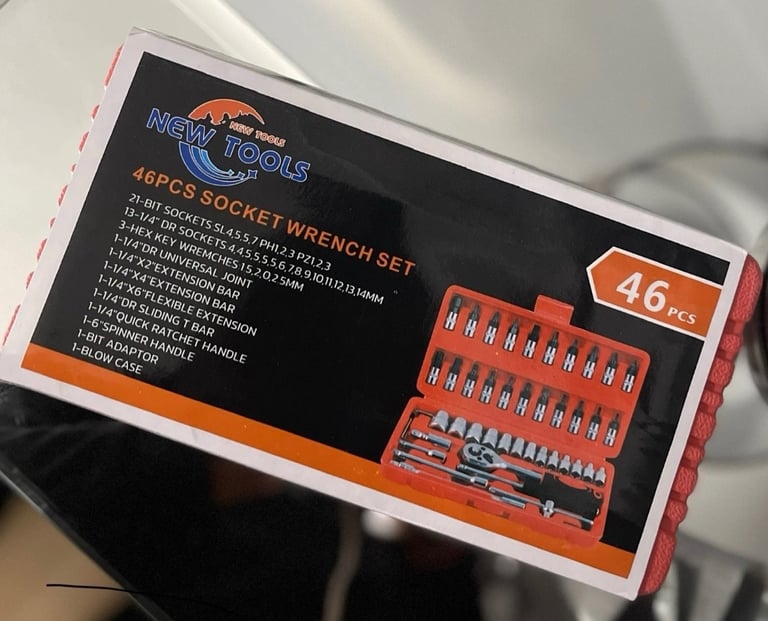 NEW TOOLS
NEW TOOLS
46PCS SOCKET WRENCH SET
21-BIT SOCKETS SL4,5.5,7 PH1,2,3 PZ1,2,3
13-1/4" DR SOCKETS 4,4.5,5,5.5,6,7,8,9,10,11,12,13,14MM
3-HEX KEY WREMCHES 1.5,2.0,2.5MM
1-1/4"DR UNIVERSAL JOINT
1-1/4"X2"EXTENSION BAR
1-1/4"X4"EXTENSION BAR
1-1/4"X6"FLEXIBLE EXTENSION
1-1/4"DR SLIDING T BAR
1-1/4"QUICK RATCHET HANDLE
1-6"SPINNER HANDLE
1-BIT ADAPTOR
1-BLOW CASE
46 PCS